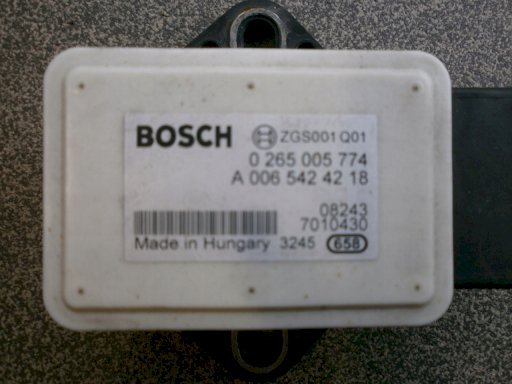 BOSCH ZGS001 Q01
0 265 005 774
A 006 542 42 18
08243
7010430
Made in Hungary 3245 658